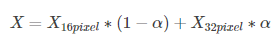 X = X_{16pixel} * (1 − α) + X_{32pixel} * α